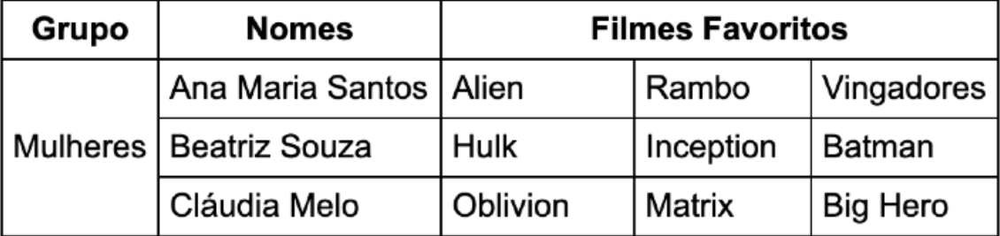 Grupo Nomes Filmes Favoritos
Ana Maria Santos Alien Rambo Vingadores
Mulheres Beatriz Souza Hulk Inception Batman
Cláudia Melo Oblivion Matrix Big Hero